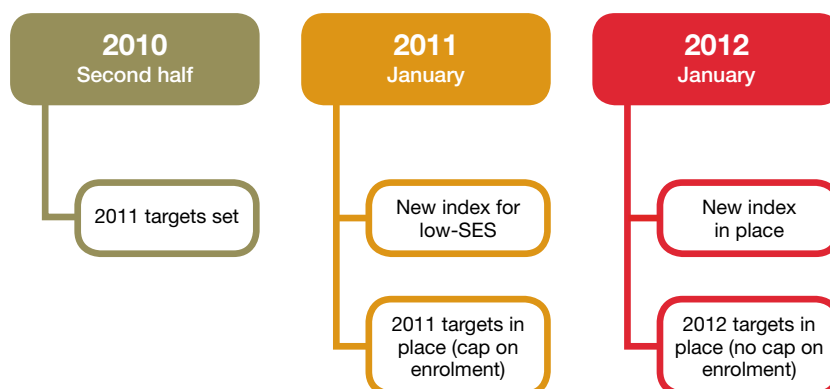 2010
Second half
2011 targets set
2011
January
New index for
low-SES
2011 targets in
place (cap on
enrolment)
2012
January
New index
in place
2012 targets in
place (no cap on
enrolment)